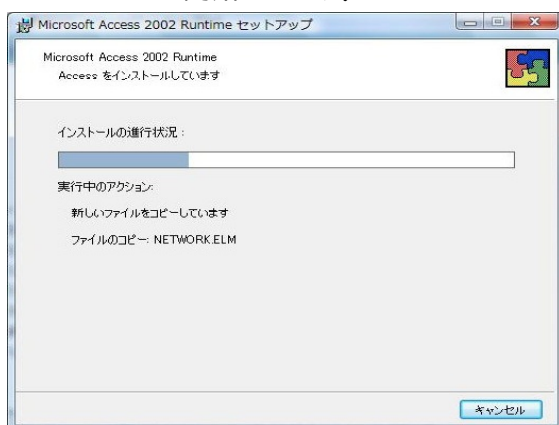 Microsoft Access 2002 Runtime セットアップ
Microsoft Access 2002 Runtime
Access をインストールしています
インストールの進行状況：
実行中のアクション:
新しいファイルをコピーしています
ファイルのコピー: NETWORK.ELM
キャンセル